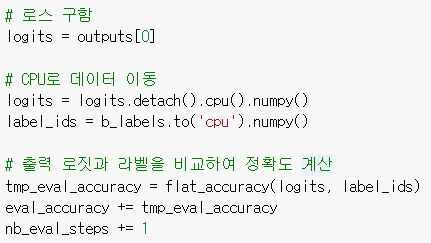 # 로스 구함
logits = outputs[0]
# CPU로 데이터 이동
logits = logits.detach().cpu().numpy()
label_ids = b_labels.to('cpu').numpy()
# 출력 로짓과 라벨을 비교하여 정확도 계산
tmp_eval_accuracy = flat_accuracy(logits, label_ids)
eval_accuracy += tmp_eval_accuracy
nb_eval_steps += 1